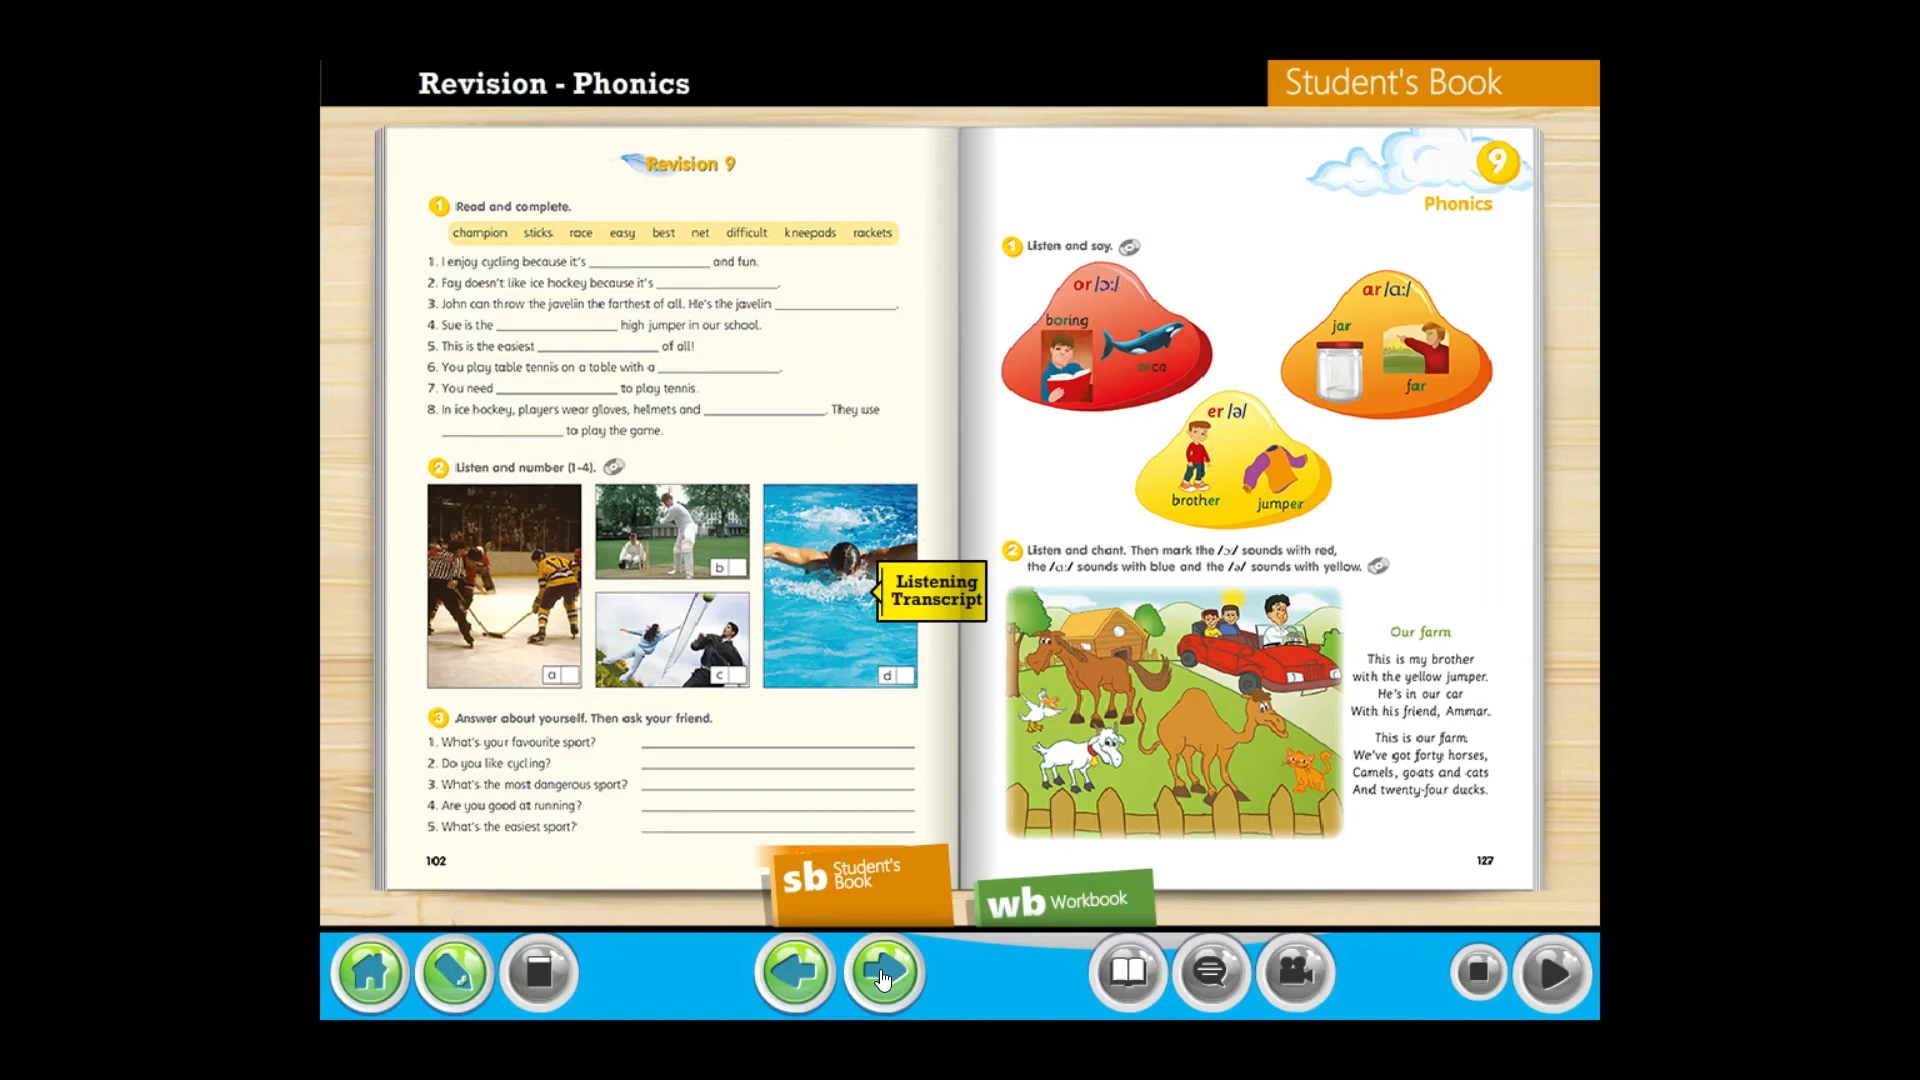 Revision - Phonics
Student's Book
Revision 9
1 Read and complete.
champion sticks race easy best net difficult kneepads rackets
1. I enjoy cycling because it's ____________ and fun.
2. Fay doesn't like ice hockey because it's ____________.
3. John can throw the javelin the farthest of all. He's the javelin ____________.
4. Sue is the ____________ high jumper in our school.
5. This is the easiest ____________ of all!
6. You play table tennis on a table with a ____________.
7. You need ____________ to play tennis.
8. In ice hockey, players wear gloves, helmets and ____________. They use
____________ to play the game.
2 Listen and number (1-4).
a
b
c
d
Listening
Transcript
3 Answer about yourself. Then ask your friend.
1. What's your favourite sport?
2. Do you like cycling?
3. What's the most dangerous sport?
4. Are you good at running?
5. What's the easiest sport?
102
9
Phonics
1 Listen and say.
or /ɔː/
boring
orca
ar /ɑː/
jar
far
er /ə/
brother
jumper
2 Listen and chant. Then mark the /ɔː/ sounds with red,
the /ɑː/ sounds with blue and the /ə/ sounds with yellow.
Our farm
This is my brother
with the yellow jumper.
He's in our car
With his friend, Ammar.
This is our farm
We've got forty horses,
Camels, goats and cats
And twenty-four ducks.
127
sb Student's
Book
wb Workbook